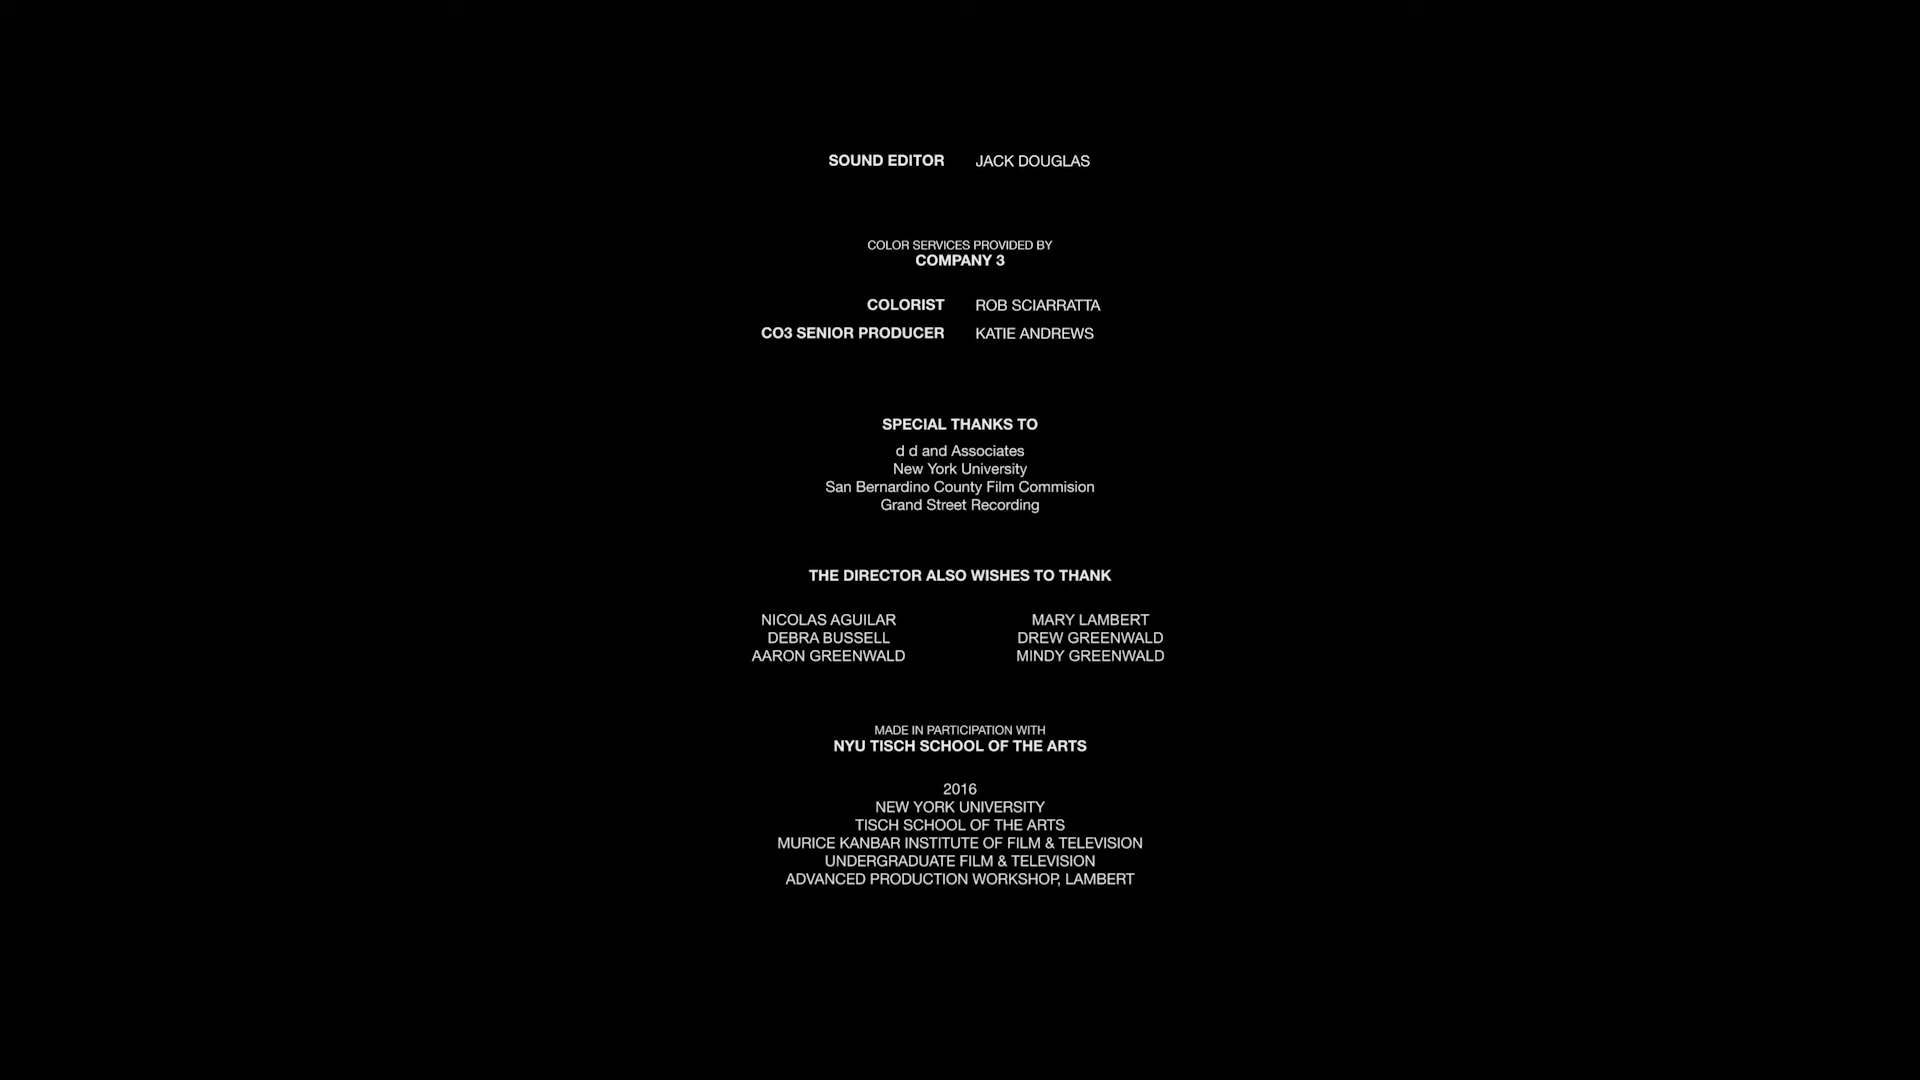 SOUND EDITOR JACK DOUGLAS
COLOR SERVICES PROVIDED BY
COMPANY 3
COLORIST ROB SCIARRATTA
CO3 SENIOR PRODUCER KATIE ANDREWS
SPECIAL THANKS TO
d d and Associates
New York University
San Bernardino County Film Commision
Grand Street Recording
THE DIRECTOR ALSO WISHES TO THANK
NICOLAS AGUILAR MARY LAMBERT
DEBRA BUSSELL DREW GREENWALD
AARON GREENWALD MINDY GREENWALD
MADE IN PARTICIPATION WITH
NYU TISCH SCHOOL OF THE ARTS
2016
NEW YORK UNIVERSITY
TISCH SCHOOL OF THE ARTS
MURICE KANBAR INSTITUTE OF FILM & TELEVISION
UNDERGRADUATE FILM & TELEVISION
ADVANCED PRODUCTION WORKSHOP, LAMBERT